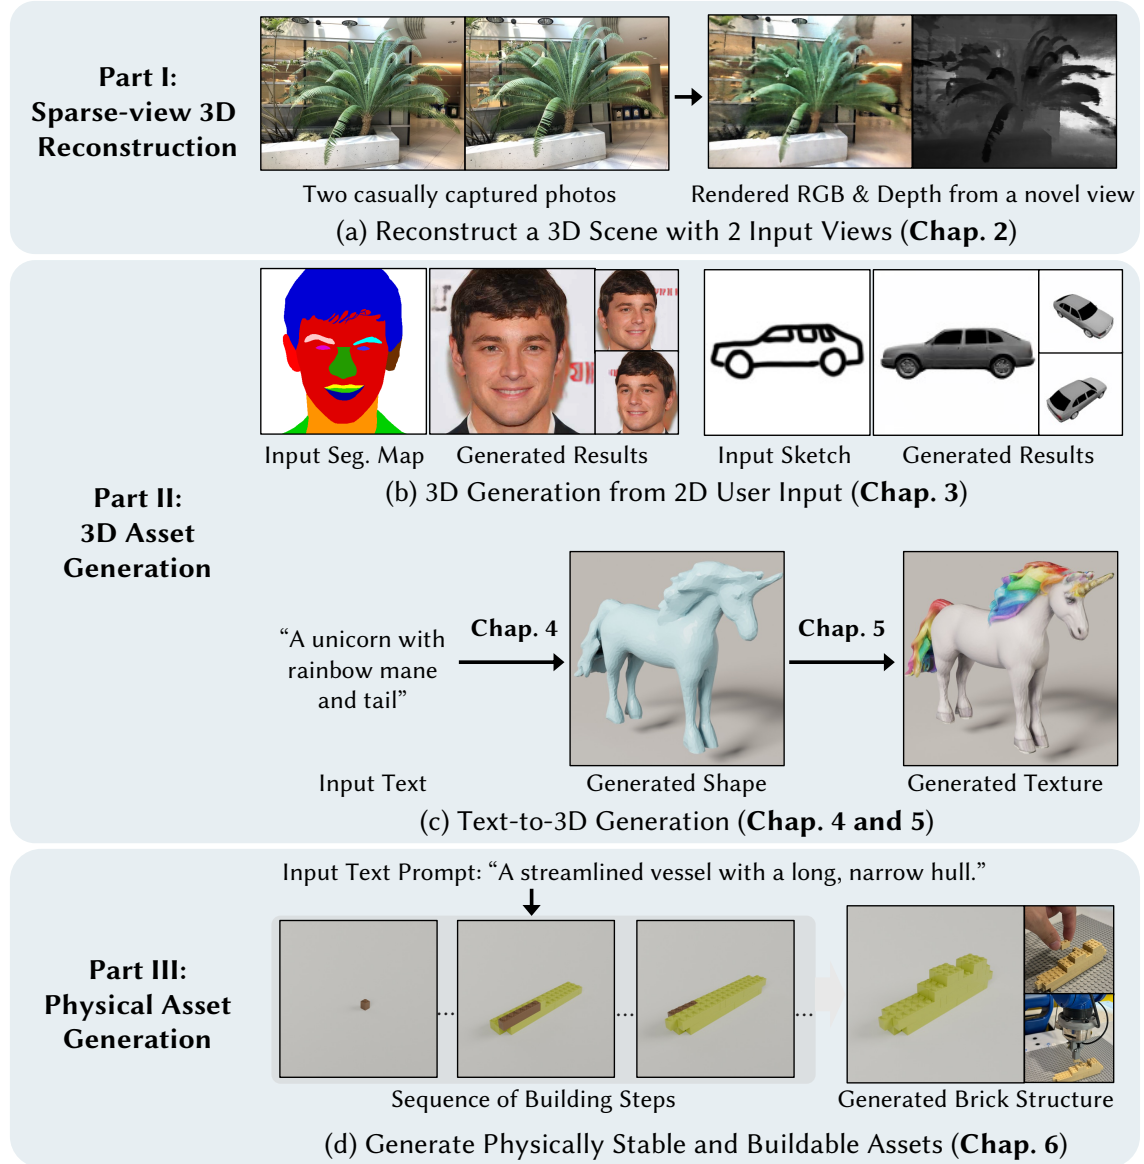 Part I:
Sparse-view 3D
Reconstruction
Two casually captured photos
Rendered RGB & Depth from a novel view
(a) Reconstruct a 3D Scene with 2 Input Views (Chap. 2)
Part II:
3D Asset
Generation
Input Seg. Map
Generated Results
Input Sketch
Generated Results
(b) 3D Generation from 2D User Input (Chap. 3)
“A unicorn with
rainbow mane
and tail”
Chap. 4
Chap. 5
Input Text
Generated Shape
Generated Texture
(c) Text-to-3D Generation (Chap. 4 and 5)
Part III:
Physical Asset
Generation
Input Text Prompt: “A streamlined vessel with a long, narrow hull.”
...
...
...
Sequence of Building Steps
Generated Brick Structure
(d) Generate Physically Stable and Buildable Assets (Chap. 6)